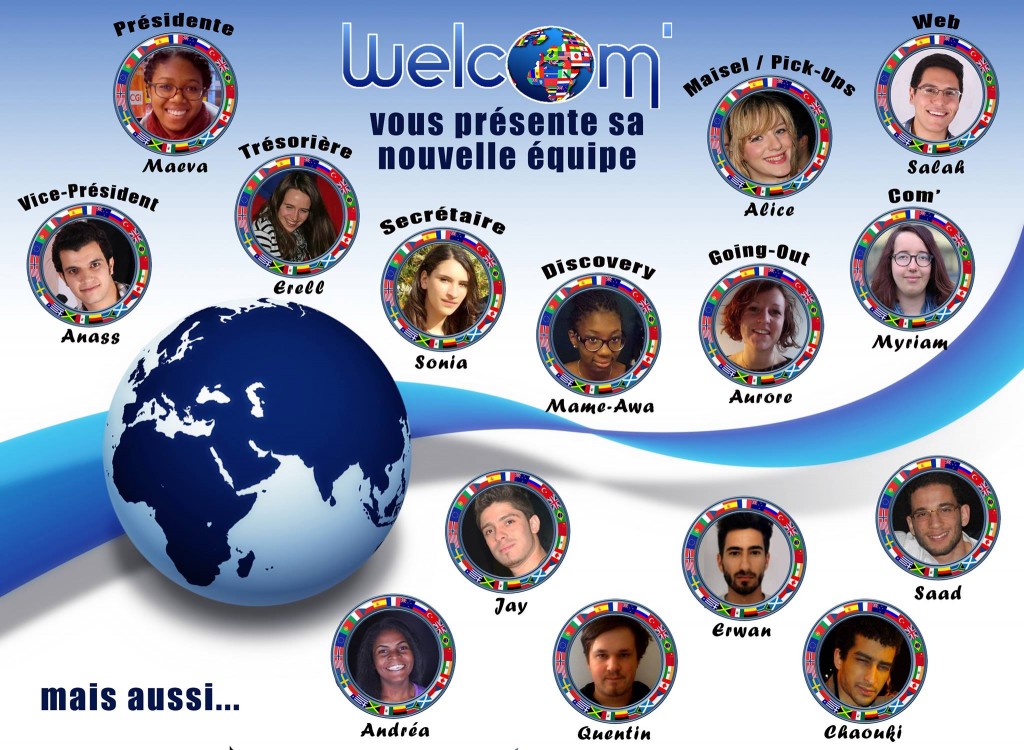 Welcom'
vous présente sa
nouvelle équipe
Présidente
Maeva
Vice-Président
Anass
Trésorière
Erell
Secrétaire
Sonia
Discovery
Mame-Awa
Going-Out
Aurore
Maisel / Pick-Ups
Alice
Web
Salah
Com'
Myriam
mais aussi...
Andréa
Jay
Quentin
Erwan
Chaouki
Saad
CGI